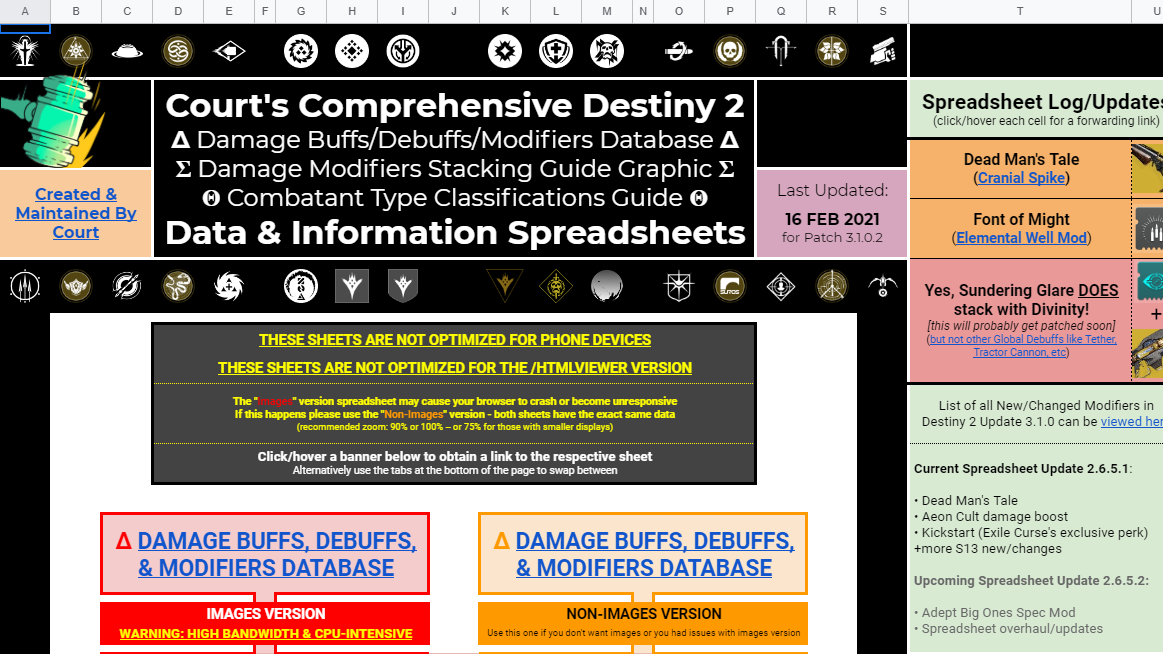 A B C D E F G H I J K L M N O P Q R S T U
Court's Comprehensive Destiny 2
Δ Damage Buffs/Debuffs/Modifiers Database Δ
Σ Damage Modifiers Stacking Guide Graphic Σ
Θ Combatant Type Classifications Guide Θ
Data & Information Spreadsheets
Created &
Maintained By
Court
Last Updated:
16 FEB 2021
for Patch 3.1.0.2
SUROS
THESE SHEETS ARE NOT OPTIMIZED FOR PHONE DEVICES
THESE SHEETS ARE NOT OPTIMIZED FOR THE /HTMLVIEWER VERSION
The "Images" version spreadsheet may cause your browser to crash or become unresponsive
If this happens please use the "Non-Images" version - both sheets have the exact same data
(recommended zoom: 90% or 100% -- or 75% for those with smaller displays)
Click/hover a banner below to obtain a link to the respective sheet
Alternatively use the tabs at the bottom of the page to swap between
Δ DAMAGE BUFFS, DEBUFFS,
& MODIFIERS DATABASE
IMAGES VERSION
WARNING: HIGH BANDWIDTH & CPU-INTENSIVE
Δ DAMAGE BUFFS, DEBUFFS,
& MODIFIERS DATABASE
NON-IMAGES VERSION
Use this one if you don't want images or you had issues with images version
Spreadsheet Log/Updates
(click/hover each cell for a forwarding link)
Dead Man's Tale
(Cranial Spike)
Font of Might
(Elemental Well Mod)
Yes, Sundering Glare DOES
stack with Divinity!
[this will probably get patched soon]
(but not other Global Debuffs like Tether,
Tractor Cannon, etc)
+
List of all New/Changed Modifiers in
Destiny 2 Update 3.1.0 can be viewed her
Current Spreadsheet Update 2.6.5.1:
• Dead Man's Tale
• Aeon Cult damage boost
• Kickstart (Exile Curse's exclusive perk)
+more S13 new/changes
Upcoming Spreadsheet Update 2.6.5.2:
• Adept Big Ones Spec Mod
• Spreadsheet overhaul/updates